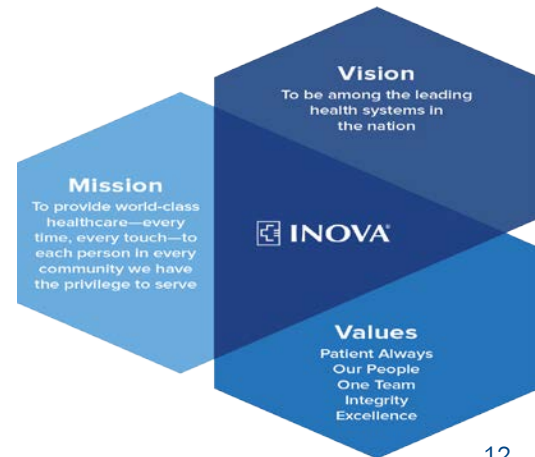 Vision
To be among the leading
health systems in
the nation
Mission
To provide world-class
healthcare—every
time, every touch—to
each person in every
community we have
the privilege to serve
INOVA®
Values
Patient Always
Our People
One Team
Integrity
Excellence
12